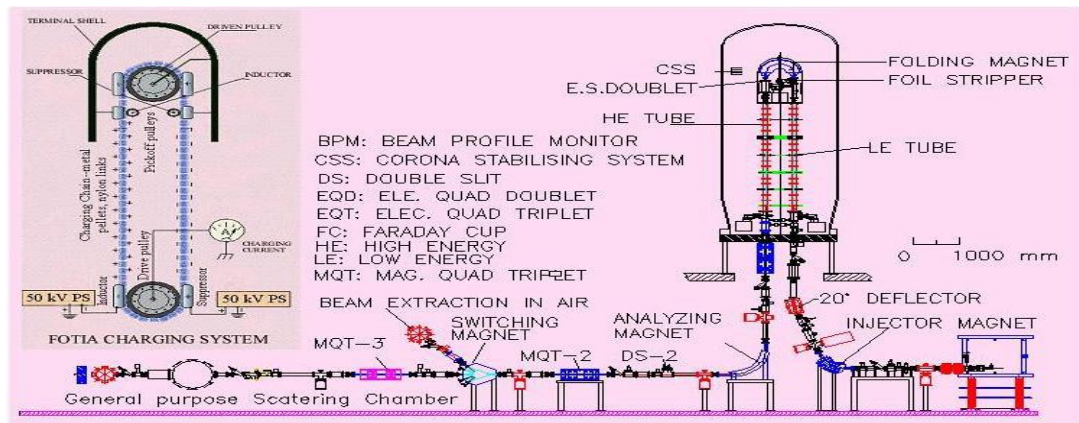 TERMINAL SHELL
DRIVEN PULLEY
SUPPRESSOR
INDUCTOR
Pickoff pulleys
Charging Chain-metal
pellets, nylon links
A
CHARGING
CURRENT
Drive pulley
Inductor
Suppressor
50 kV PS
50 kV PS
FOTIA CHARGING SYSTEM
CSS
E.S.DOUBLET
FOLDING MAGNET
FOIL STRIPPER
HE TUBE
LE TUBE
BPM: BEAM PROFILE MONITOR
CSS: CORONA STABILISING SYSTEM
DS: DOUBLE SLIT
EQD: ELE. QUAD DOUBLET
EQT: ELEC. QUAD TRIPLET
FC: FARADAY CUP
HE: HIGH ENERGY
LE: LOW ENERGY
MQT: MAG. QUAD TRIPLET
0 1000 mm
BEAM EXTRACTION IN AIR
SWITCHING
MAGNET
ANALYZING
MAGNET
20° DEFLECTOR
INJECTOR MAGNET
MQT-3
MQT-2
DS-2
General purpose Scatering Chamber